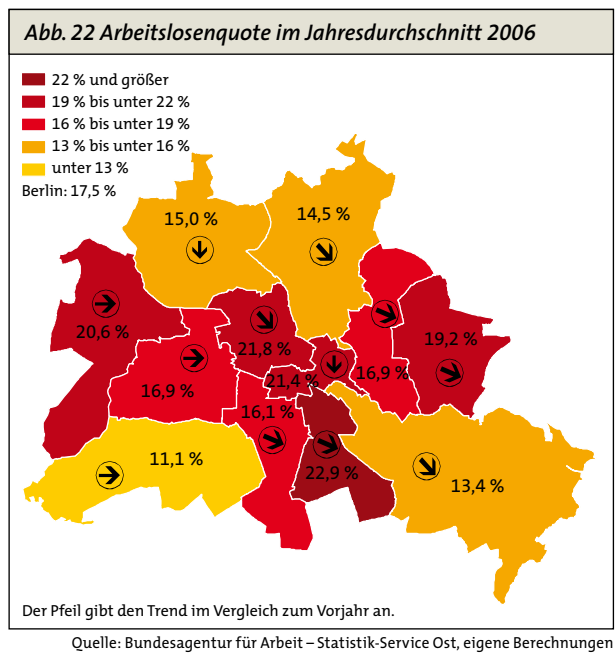 Abb. 22 Arbeitslosenquote im Jahresdurchschnitt 2006
22 % und größer
19 % bis unter 22 %
16 % bis unter 19 %
13 % bis unter 16 %
unter 13 %
Berlin: 17,5 %
15,0 %
14,5 %
20,6 %
21,8 %
19,2 %
16,9 %
21,4 %
16,9 %
16,1 %
11,1 %
22,9 %
13,4 %
Der Pfeil gibt den Trend im Vergleich zum Vorjahr an.
Quelle: Bundesagentur für Arbeit – Statistik-Service Ost, eigene Berechnungen